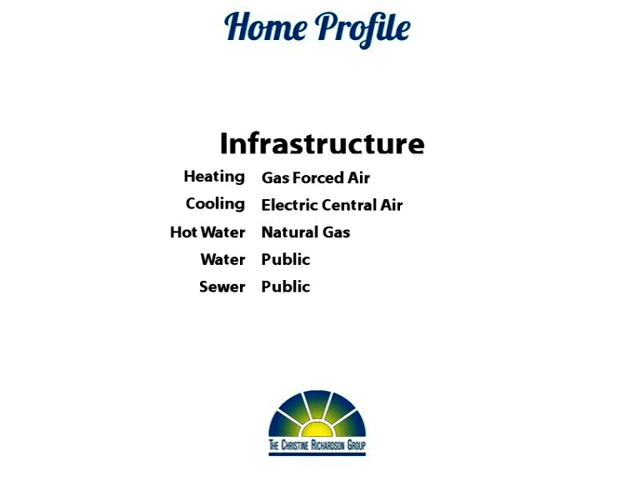 Home Profile
Infrastructure
Heating Gas Forced Air
Cooling Electric Central Air
Hot Water Natural Gas
Water Public
Sewer Public
The Christine Richardson Group